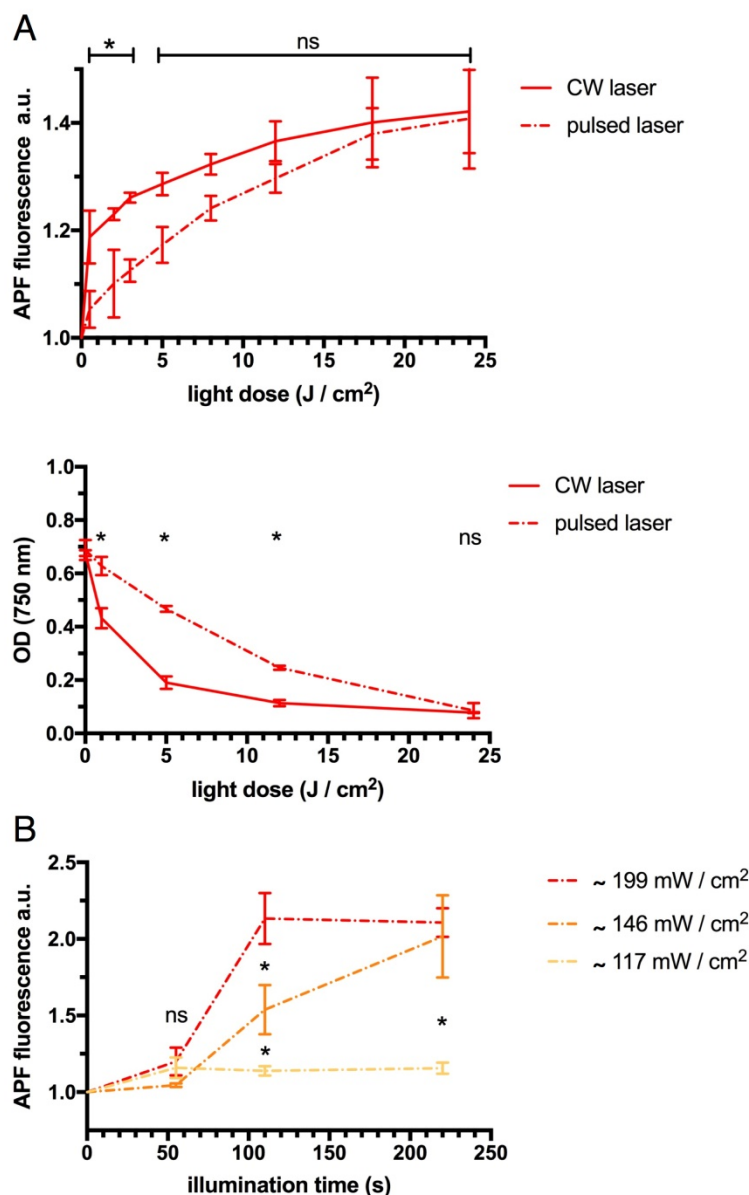 A
*
ns
APF fluorescence a.u.
1.4
1.2
1.0
0 5 10 15 20 25
light dose (J / cm²)
CW laser
pulsed laser
OD (750 nm)
1.0
0.8
0.6
0.4
0.2
0.0
* * * ns
0 5 10 15 20 25
light dose (J / cm²)
CW laser
pulsed laser
B
APF fluorescence a.u.
2.5
2.0
1.5
1.0
ns
*
*
*
0 50 100 150 200 250
illumination time (s)
~ 199 mW / cm²
~ 146 mW / cm²
~ 117 mW / cm²